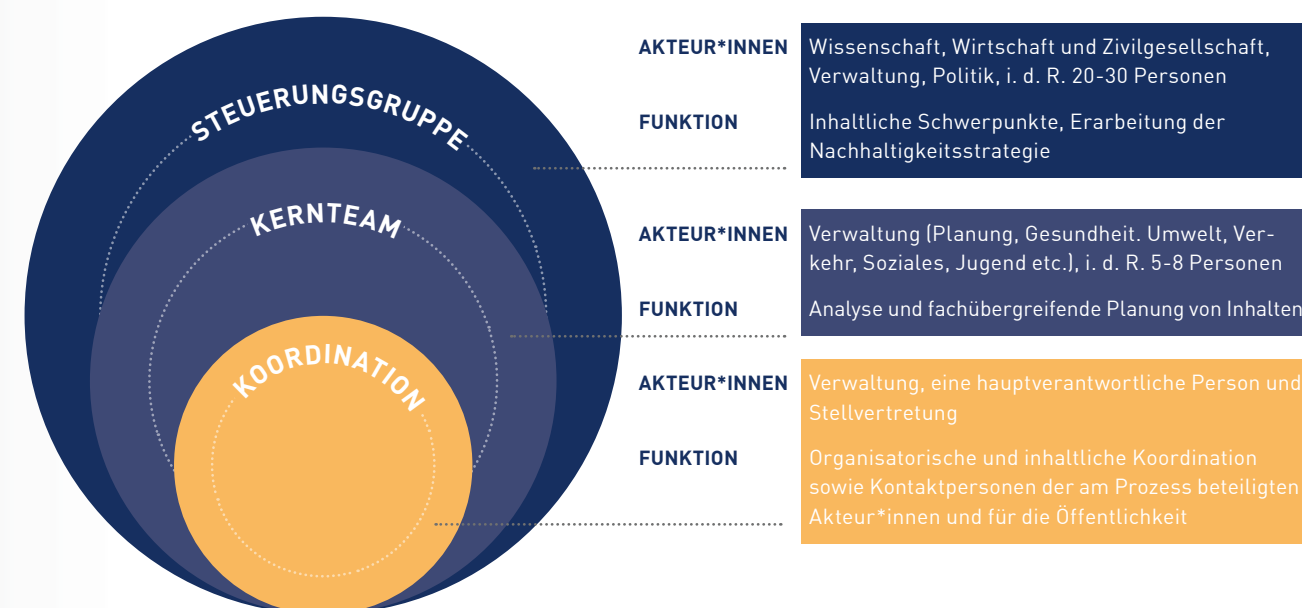 STEUERUNGSGRUPPE
KERNTEAM
KOORDINATION
AKTEUR*INNEN
Wissenschaft, Wirtschaft und Zivilgesellschaft,
Verwaltung, Politik, i. d. R. 20-30 Personen
FUNKTION
Inhaltliche Schwerpunkte, Erarbeitung der
Nachhaltigkeitsstrategie
AKTEUR*INNEN
Verwaltung (Planung, Gesundheit. Umwelt, Ver-
kehr, Soziales, Jugend etc.), i. d. R. 5-8 Personen
FUNKTION
Analyse und fachübergreifende Planung von Inhalten
AKTEUR*INNEN
Verwaltung, eine hauptverantwortliche Person und
Stellvertretung
FUNKTION
Organisatorische und inhaltliche Koordination
sowie Kontaktpersonen der am Prozess beteiligten
Akteur*innen und für die Öffentlichkeit